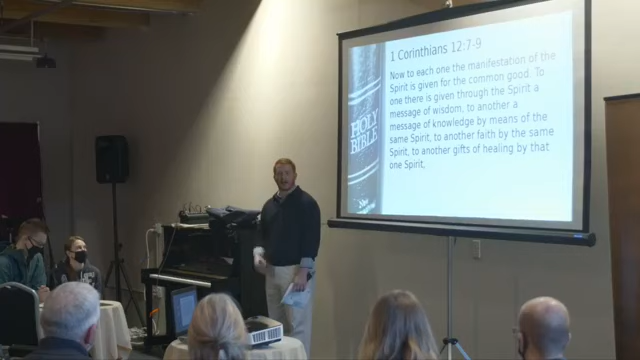 1 Corinthians 12:7-9
Now to each one the manifestation of the
Spirit is given for the common good. To
one there is given through the Spirit a
message of wisdom, to another a
message of knowledge by means of the
same Spirit, to another faith by the same
Spirit, to another gifts of healing by that
one Spirit,
HOLY
BIBLE